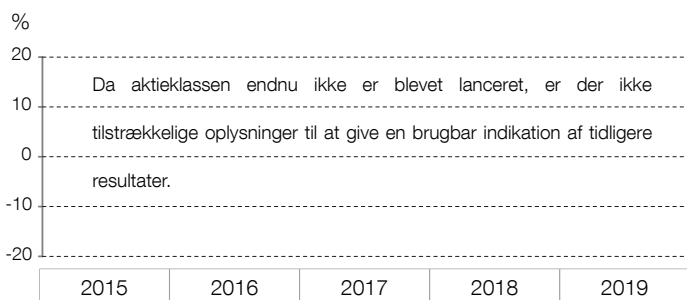 %
20
Da aktieklassen endnu ikke er blevet lanceret, er der ikke
10
tilstrækkelige oplysninger til at give en brugbar indikation af tidligere
0
resultater.
-10
-20
2015 2016 2017 2018 2019